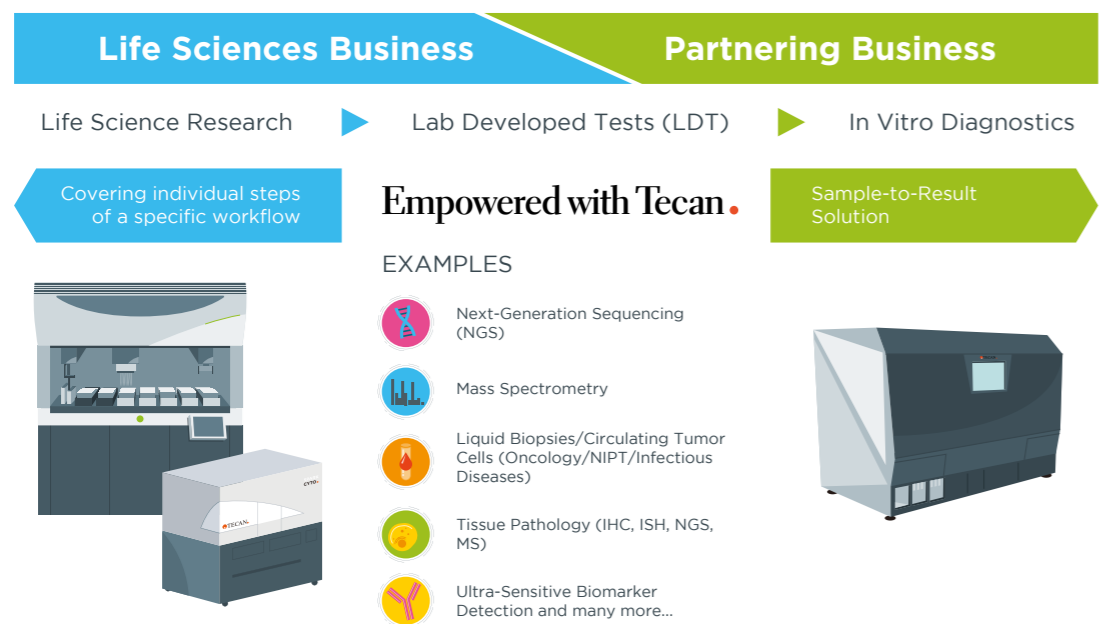 Life Sciences Business
Partnering Business
Life Science Research
Lab Developed Tests (LDT)
In Vitro Diagnostics
Covering individual steps
of a specific workflow
Empowered with Tecan.
Sample-to-Result
Solution
EXAMPLES
Next-Generation Sequencing
(NGS)
Mass Spectrometry
Liquid Biopsies/Circulating Tumor
Cells (Oncology/NIPT/Infectious
Diseases)
Tissue Pathology (IHC, ISH, NGS,
MS)
Ultra-Sensitive Biomarker
Detection and many more...
TECAN.
TECAN